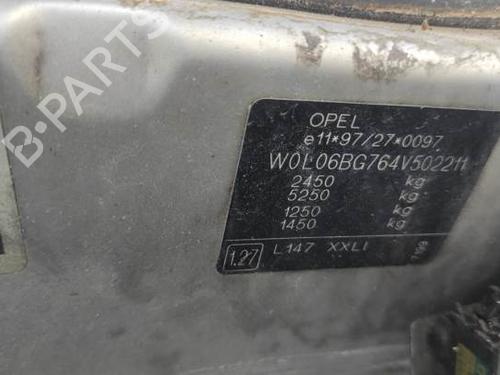 B-PARTS
OPEL
e11*97/27*0097
W0L06BG764V502211
2450 kg
5250 kg
1250 kg
1450 kg
1.27 L147 XXLI